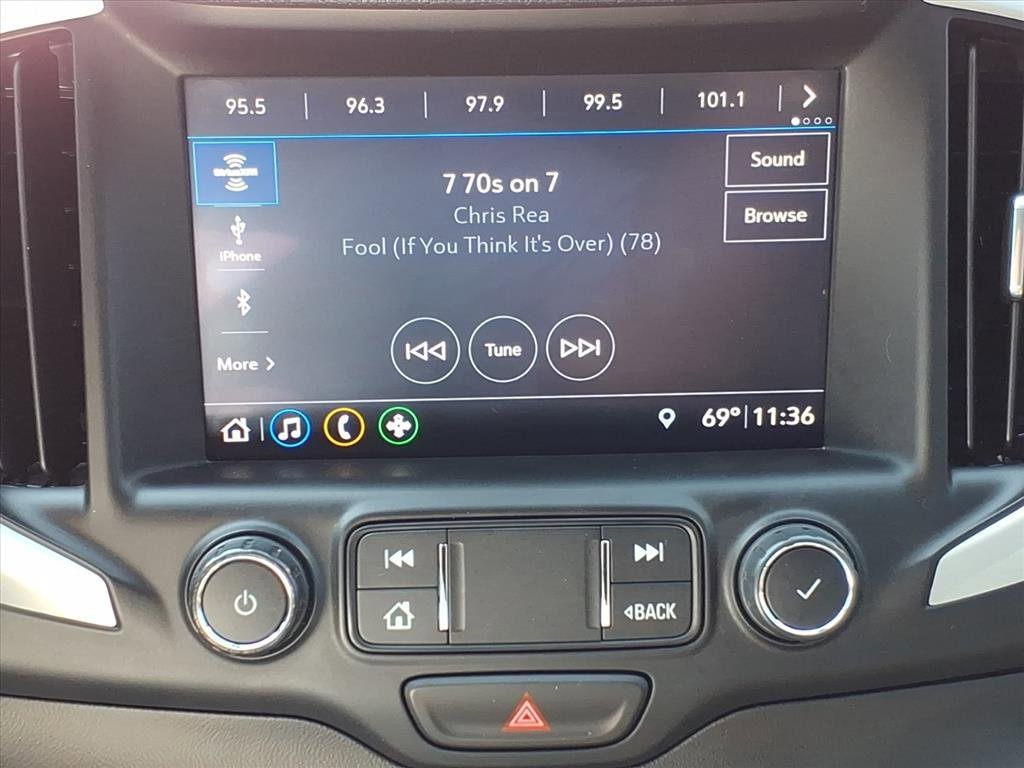 95.5 96.3 97.9 99.5 101.1
SiriusXM
7 70s on 7
Sound
Chris Rea
Browse
Fool (If You Think It's Over) (78)
iPhone
More
Tune
69° 11:36
BACK